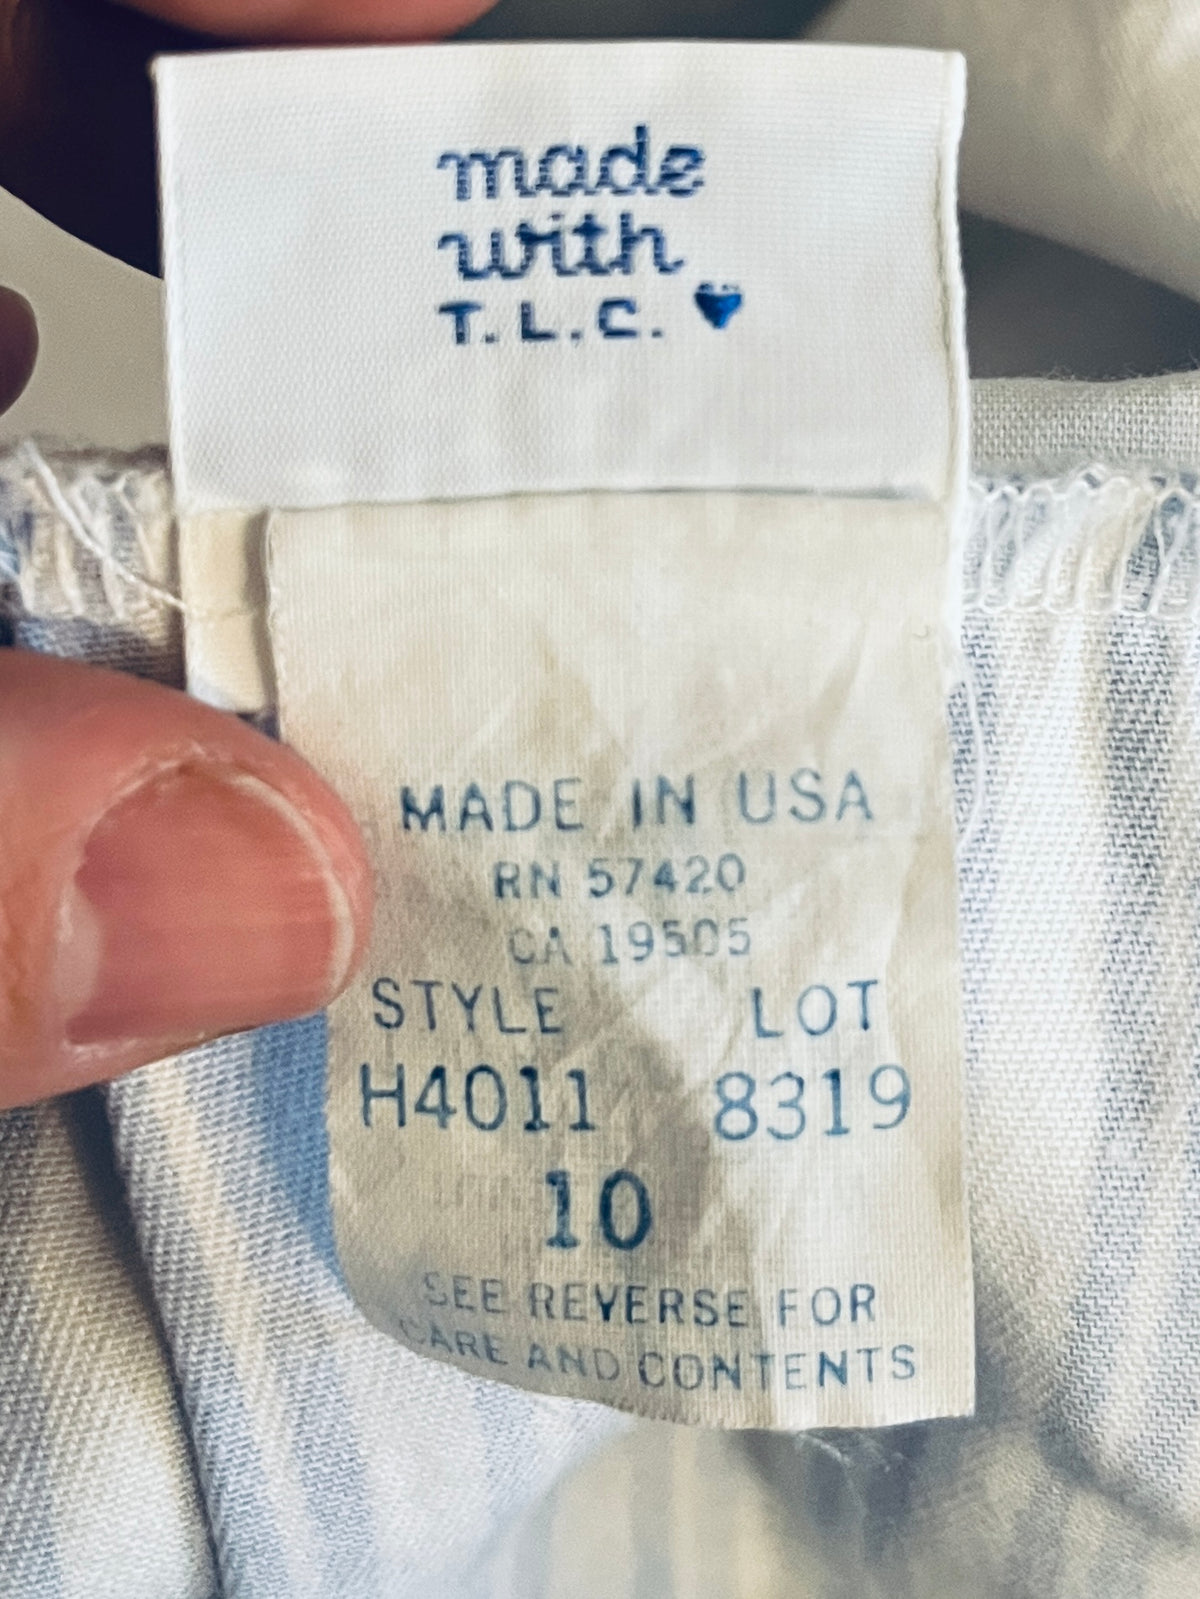 made
with
T.L.C.
MADE IN USA
RN 57420
CA 19505
STYLE LOT
H4011 8319
10
SEE REVERSE FOR
CARE AND CONTENTS